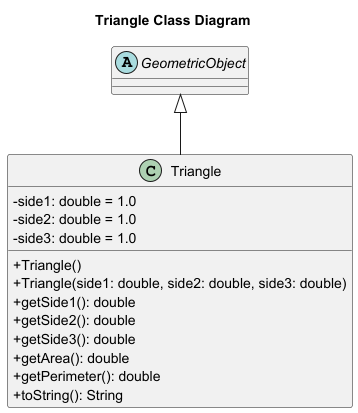 Triangle Class Diagram
A GeometricObject
C Triangle
-side1: double = 1.0
-side2: double = 1.0
-side3: double = 1.0
+Triangle()
+Triangle(side1: double, side2: double, side3: double)
+getSide1(): double
+getSide2(): double
+getSide3(): double
+getArea(): double
+getPerimeter(): double
+toString(): String